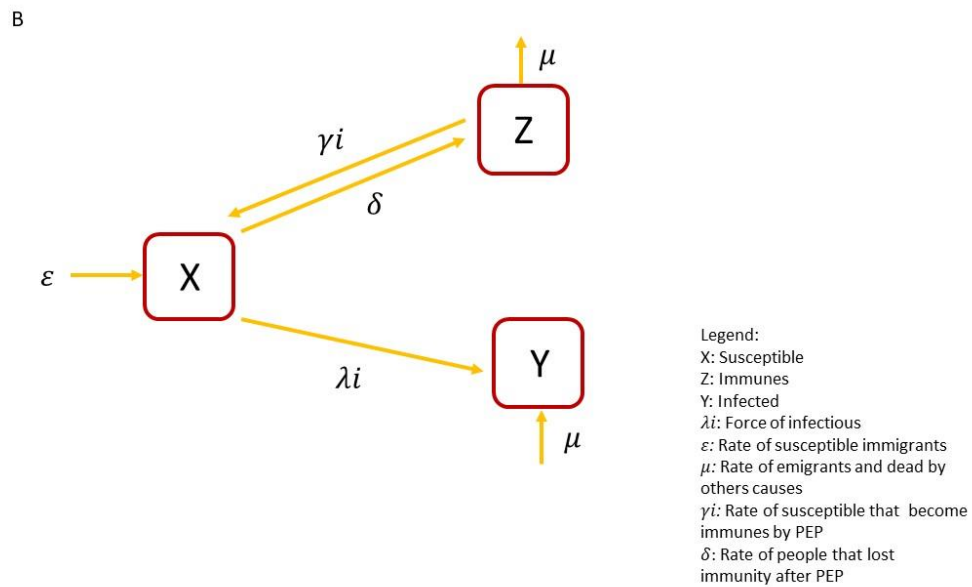 B
μ
Z
γi
δ
ε
X
λi
Y
μ
Legend:
X: Susceptible
Z: Immunes
Y: Infected
λi: Force of infectious
ε: Rate of susceptible immigrants
μ: Rate of emigrants and dead by
others causes
γi: Rate of susceptible that become
immunes by PEP
δ: Rate of people that lost
immunity after PEP